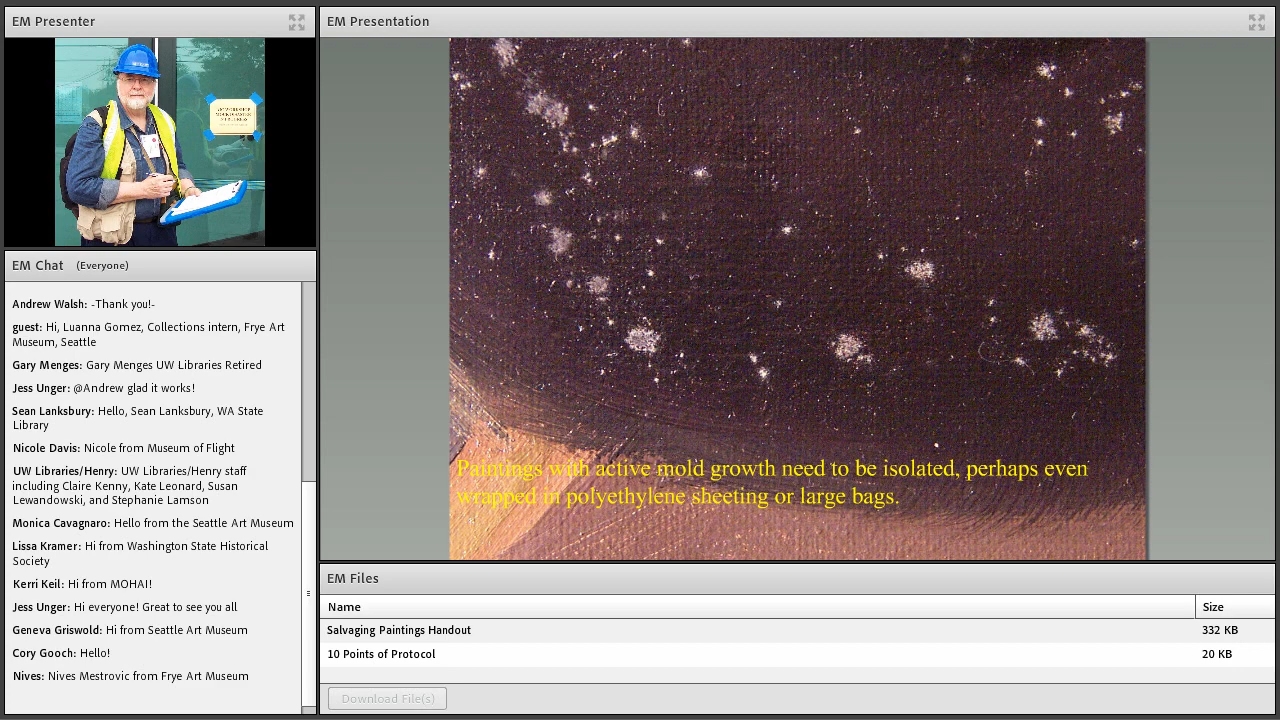 EM Presenter
EM Chat (Everyone)
Andrew Walsh: -Thank you!-
guest: Hi, Luanna Gomez, Collections intern, Frye Art
Museum, Seattle
Gary Menges: Gary Menges UW Libraries Retired
Jess Unger: @Andrew glad it works!
Sean Lanksbury: Hello, Sean Lanksbury, WA State
Library
Nicole Davis: Nicole from Museum of Flight
UW Libraries/Henry: UW Libraries/Henry staff
including Claire Kenny, Kate Leonard, Susan
Lewandowski, and Stephanie Lamson
Monica Cavagnaro: Hello from the Seattle Art Museum
Lissa Kramer: Hi from Washington State Historical
Society
Kerri Keil: Hi from MOHAI!
Jess Unger: Hi everyone! Great to see you all
Geneva Griswold: Hi from Seattle Art Museum
Cory Gooch: Hello!
Nives: Nives Mestrovic from Frye Art Museum
EM Presentation
Paintings with active mold growth need to be isolated, perhaps even
wrapped in polyethylene sheeting or large bags.
EM Files
Name Size
Salvaging Paintings Handout 332 KB
10 Points of Protocol 20 KB
Download File(s)